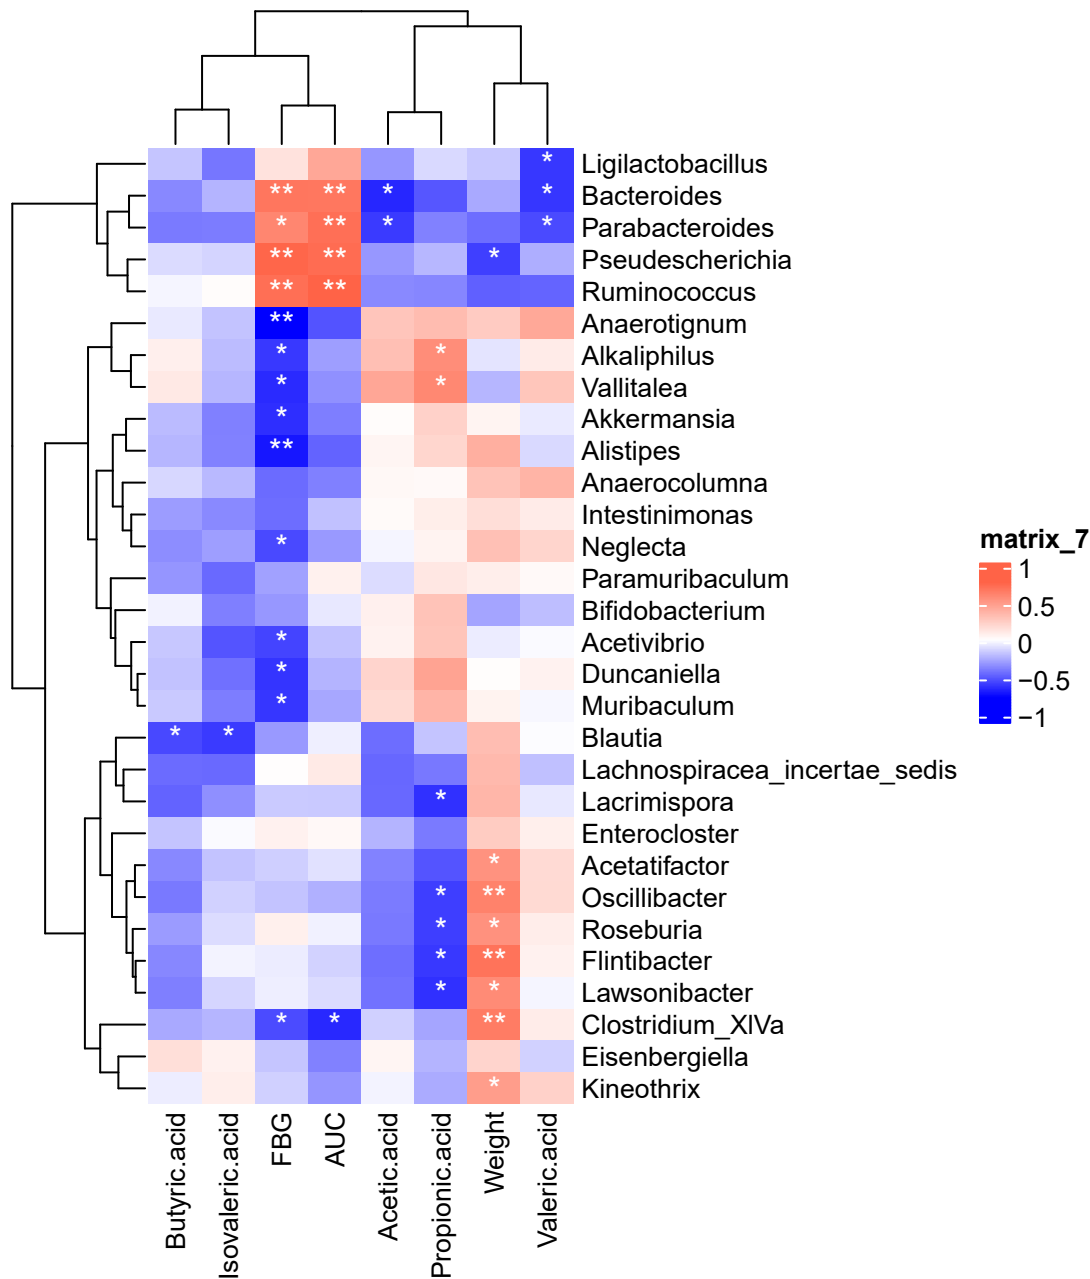 * Ligilactobacillus
** ** * * Bacteroides
* ** * * Parabacteroides
** ** * Pseudescherichia
** ** Ruminococcus
** Anaerotignum
* * Alkaliphilus
* * Vallitalea
* Akkermansia
** Alistipes
Anaerocolumna
Intestinimonas
* Neglecta
Paramuribaculum
Bifidobacterium
* Acetivibrio
* Duncaniella
* Muribaculum
* * Blautia
Lachnospiracea_incertae_sedis
* Lacrimispora
Enterocloster
* Acetatifactor
* ** Oscillibacter
* * Roseburia
* ** Flintibacter
* * Lawsonibacter
* * ** Clostridium_XlVa
Eisenbergiella
* Kineothrix
Butyric.acid
Isovaleric.acid
FBG
AUC
Acetic.acid
Propionic.acid
Weight
Valeric.acid
matrix_7
1
0.5
0
−0.5
−1